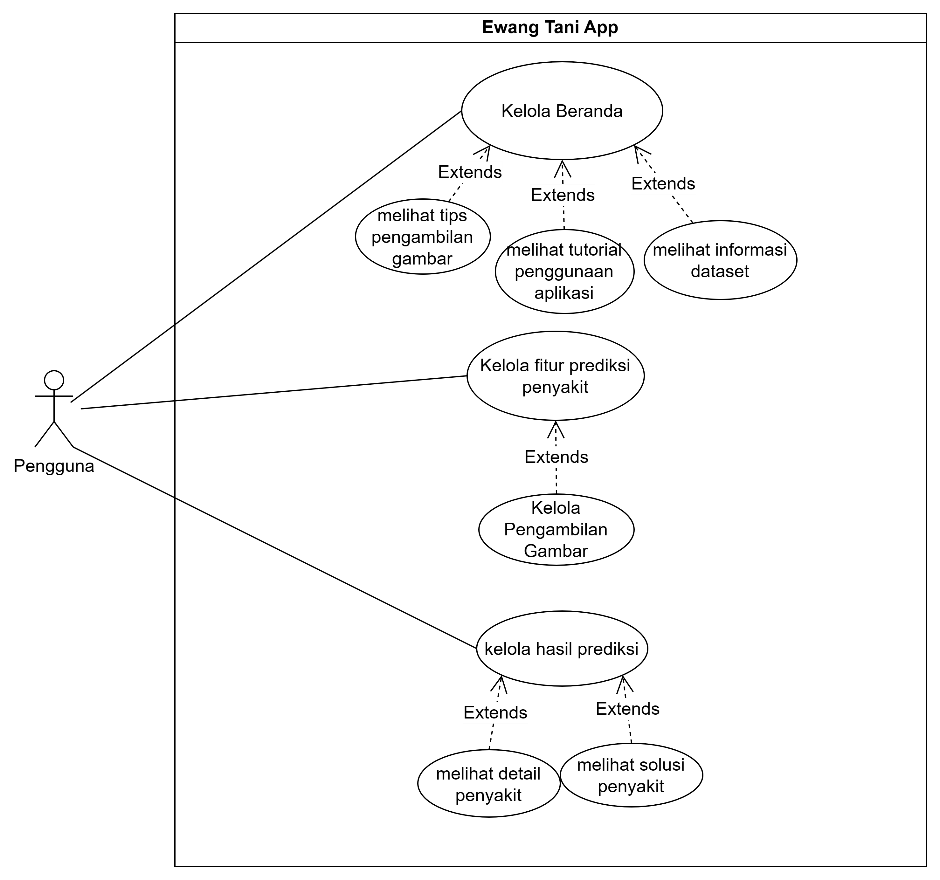 Ewang Tani App
Kelola Beranda
Extends
Extends
Extends
melihat tips
pengambilan
gambar
melihat tutorial
penggunaan
aplikasi
melihat informasi
dataset
Kelola fitur prediksi
penyakit
Extends
Kelola
Pengambilan
Gambar
Pengguna
kelola hasil prediksi
Extends
Extends
melihat detail
penyakit
melihat solusi
penyakit